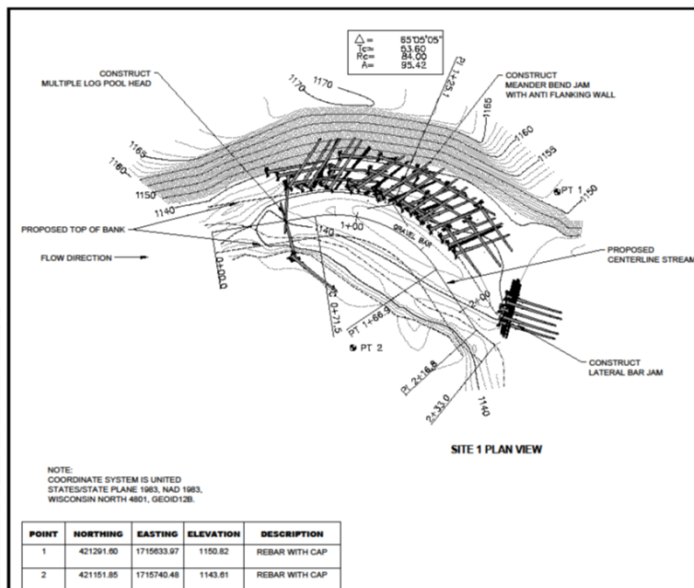 △= 65°05'05"
Tc= 53.60
Rc= 84.00
A= 95.42
CONSTRUCT
MULTIPLE LOG POOL HEAD
1170
1170
PI 1+25.1
1165
CONSTRUCT
MEANDER BEND JAM
WITH ANTI FLANKING WALL
1160
1155
1165
1160
1150
1140
PT 1
1150
PROPOSED TOP OF BANK
FLOW DIRECTION
0+00.0
1140
1+00
GRAVEL BAR
PROPOSED
CENTERLINE STREAM
PC 0+71.5
PT 1+66.9
2+00
PT 2
PI 2+16.8
2+33.0
1140
CONSTRUCT
LATERAL BAR JAM
SITE 1 PLAN VIEW
NOTE:
COORDINATE SYSTEM IS UNITED
STATES/STATE PLANE 1983, NAD 1983,
WISCONSIN NORTH 4801, GEOID12B.
POINT NORTHING EASTING ELEVATION DESCRIPTION
1 421291.60 1715633.97 1150.82 REBAR WITH CAP
2 421151.85 1715740.48 1143.61 REBAR WITH CAP